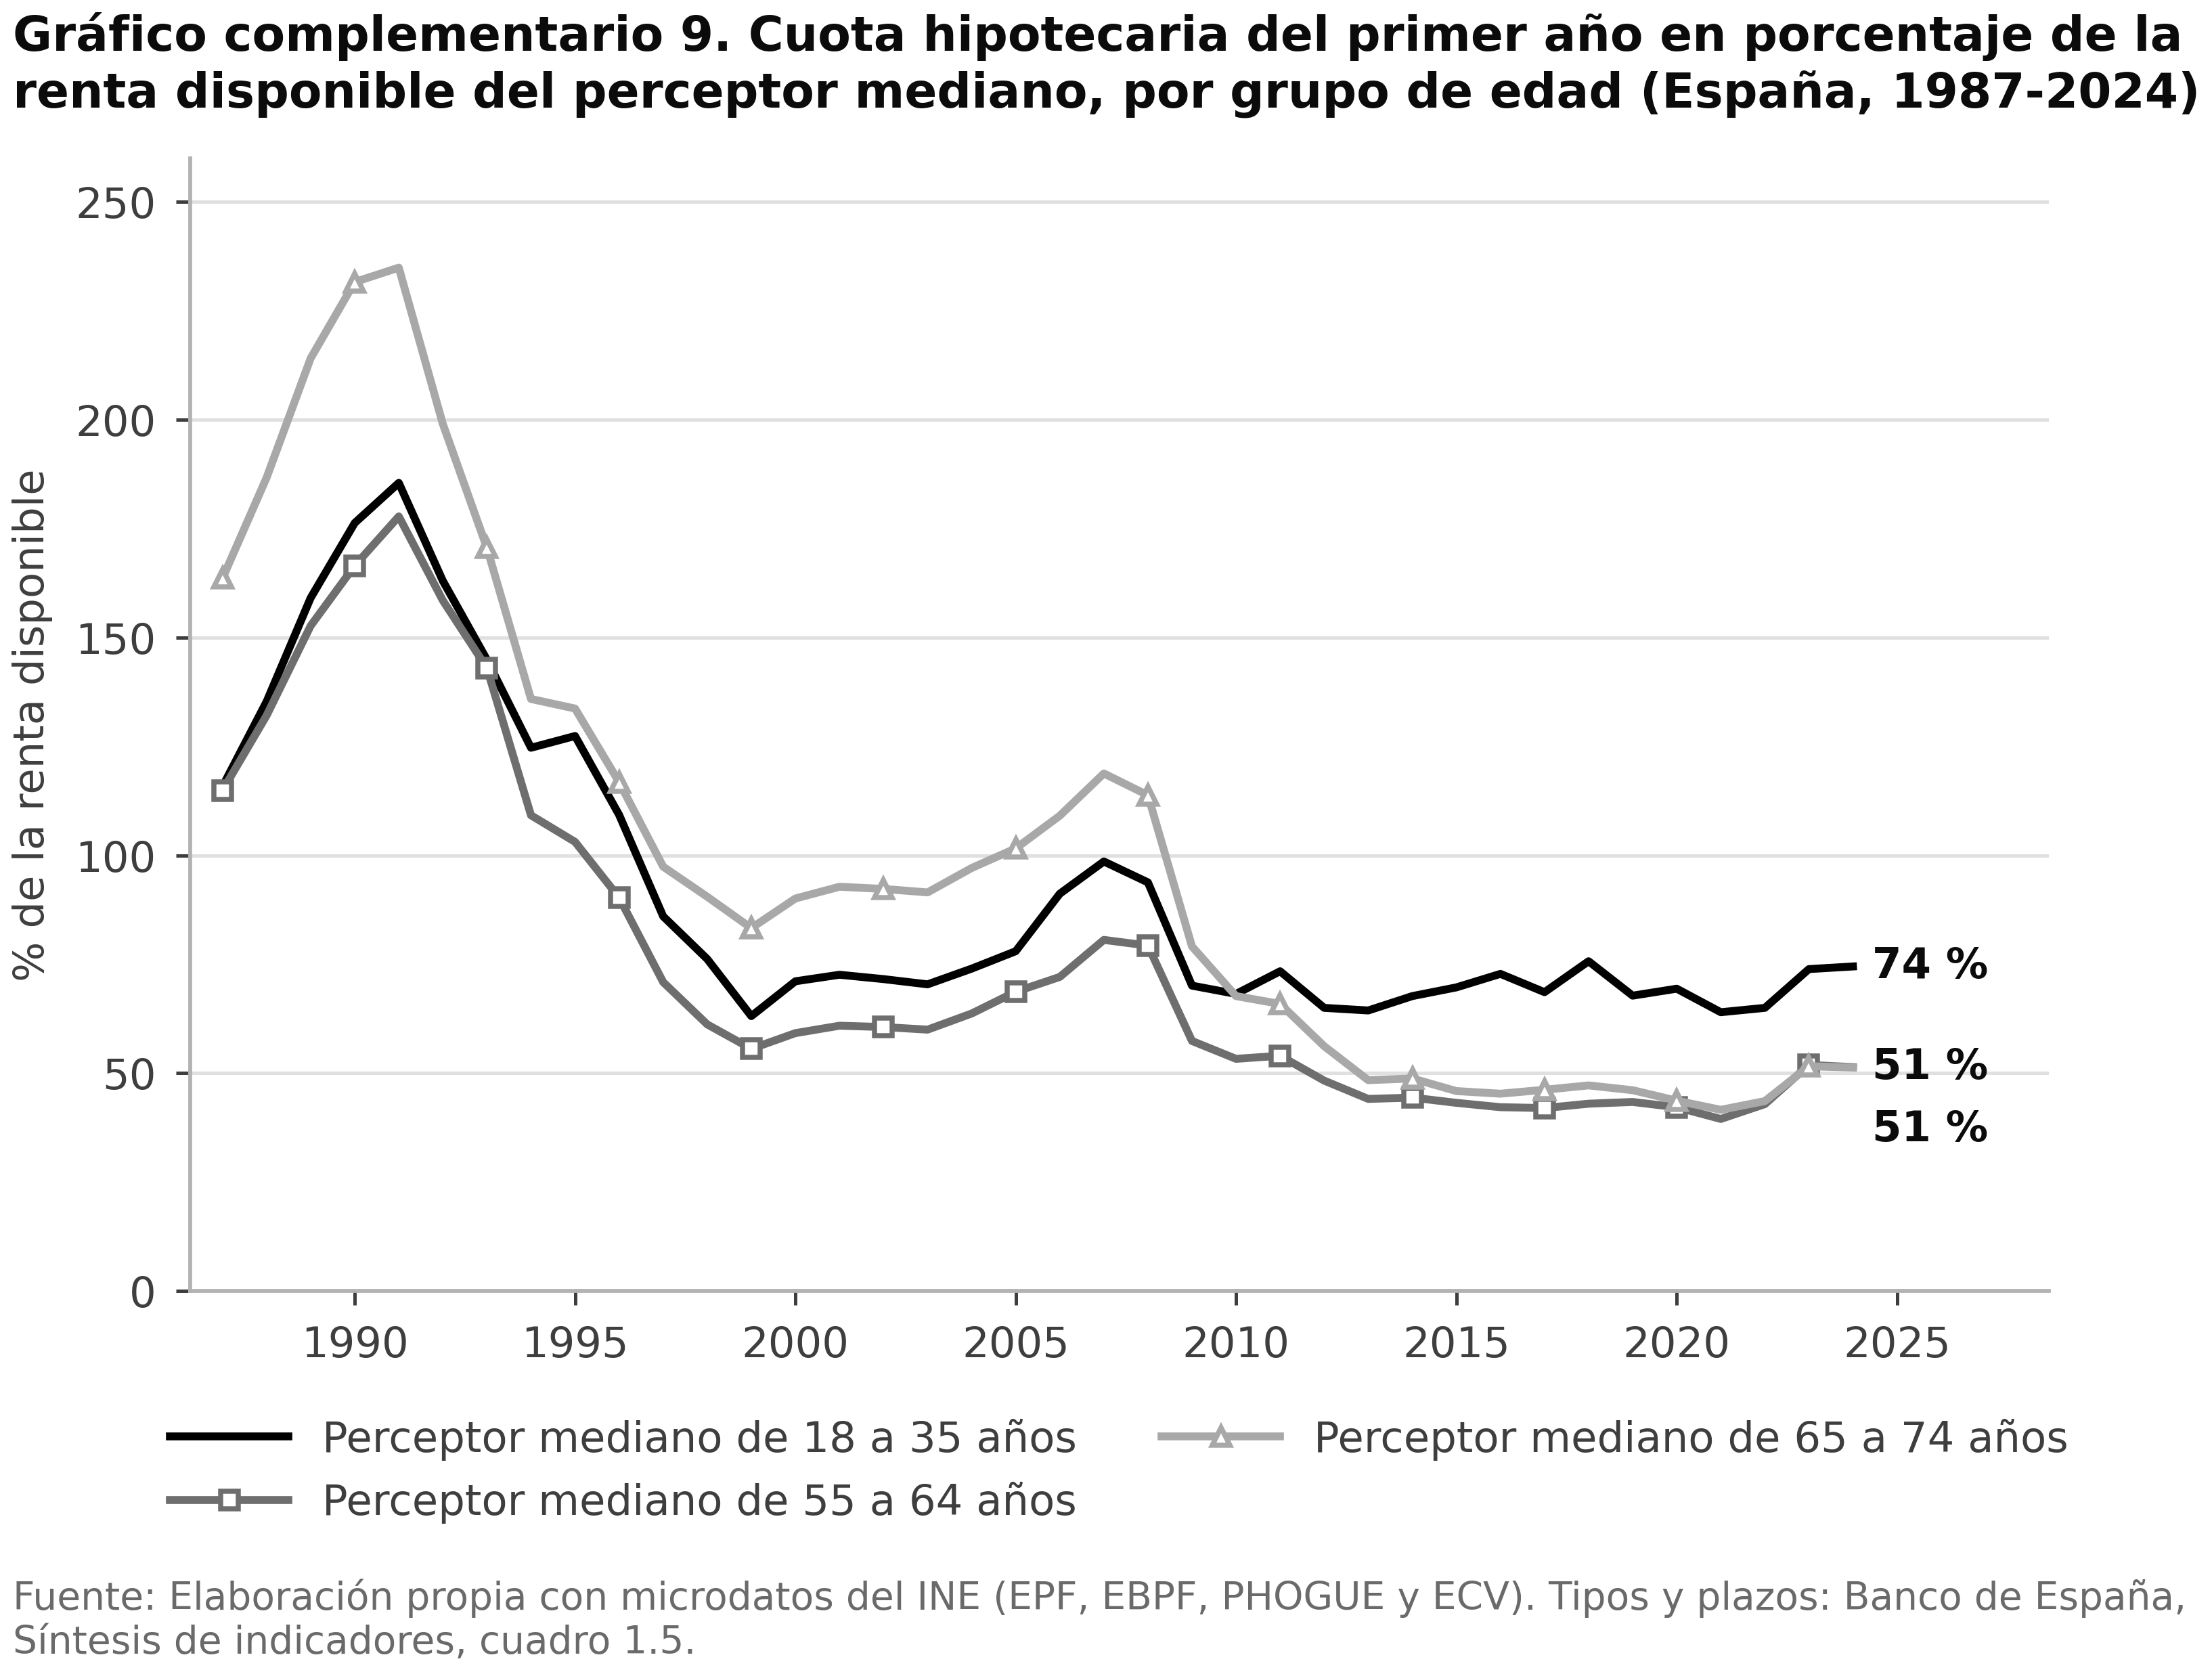 Gráfico complementario 9. Cuota hipotecaria del primer año en porcentaje de la
renta disponible del perceptor mediano, por grupo de edad (España, 1987-2024)
% de la renta disponible
250
200
150
100
50
0
74 %
51 %
51 %
1990 1995 2000 2005 2010 2015 2020 2025
Perceptor mediano de 18 a 35 años
Perceptor mediano de 65 a 74 años
Perceptor mediano de 55 a 64 años
Fuente: Elaboración propia con microdatos del INE (EPF, EBPF, PHOGUE y ECV). Tipos y plazos: Banco de España,
Síntesis de indicadores, cuadro 1.5.